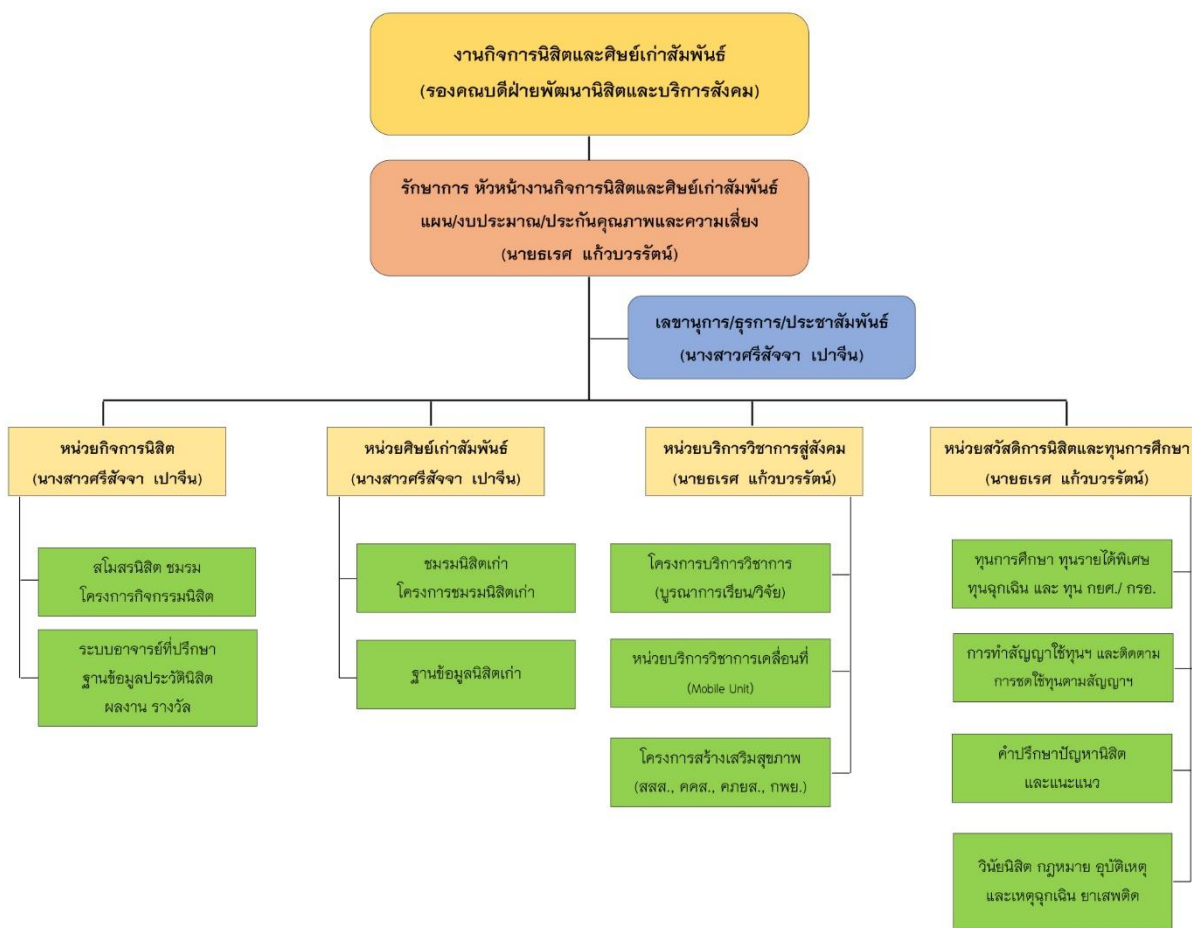 งานกิจการนิสิตและศิษย์เก่าสัมพันธ์
(รองคณบดีฝ่ายพัฒนานิสิตและบริการสังคม)
รักษาการ หัวหน้างานกิจการนิสิตและศิษย์เก่าสัมพันธ์
แผน/งบประมาณ/ประกันคุณภาพและความเสี่ยง
(นายธเรศ แก้วบวรรัตน์)
เลขานุการ/ธุรการ/ประชาสัมพันธ์
(นางสาวศรีสัจจา เปาจีน)
หน่วยกิจการนิสิต
(นางสาวศรีสัจจา เปาจีน)
สโมสรนิสิต ชมรม
โครงการกิจกรรมนิสิต
ระบบอาจารย์ที่ปรึกษา
ฐานข้อมูลประวัตินิสิต
ผลงาน รางวัล
หน่วยศิษย์เก่าสัมพันธ์
(นางสาวศรีสัจจา เปาจีน)
ชมรมนิสิตเก่า
โครงการชมรมนิสิตเก่า
ฐานข้อมูลนิสิตเก่า
หน่วยบริการวิชาการสู่สังคม
(นายธเรศ แก้วบวรรัตน์)
โครงการบริการวิชาการ
(บูรณาการเรียน/วิจัย)
หน่วยบริการวิชาการเคลื่อนที่
(Mobile Unit)
โครงการสร้างเสริมสุขภาพ
(สสส., คคส., คภยส., กพย.)
หน่วยสวัสดิการนิสิตและทุนการศึกษา
(นายธเรศ แก้วบวรรัตน์)
ทุนการศึกษา ทุนรายได้พิเศษ
ทุนฉุกเฉิน และ ทุน กยศ./ กรอ.
การทำสัญญาใช้ทุนฯ และติดตาม
การชดใช้ทุนตามสัญญาฯ
คำปรึกษาปัญหานิสิต
และแนะแนว
วินัยนิสิต กฎหมาย อุบัติเหตุ
และเหตุฉุกเฉิน ยาเสพติด